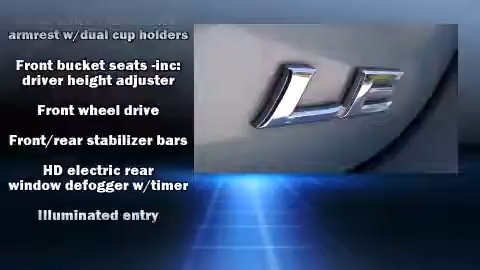 armrest w/dual cup holders
Front bucket seats -inc:
driver height adjuster
Front wheel drive
Front/rear stabilizer bars
HD electric rear
window defogger w/timer
Illuminated entry
LE